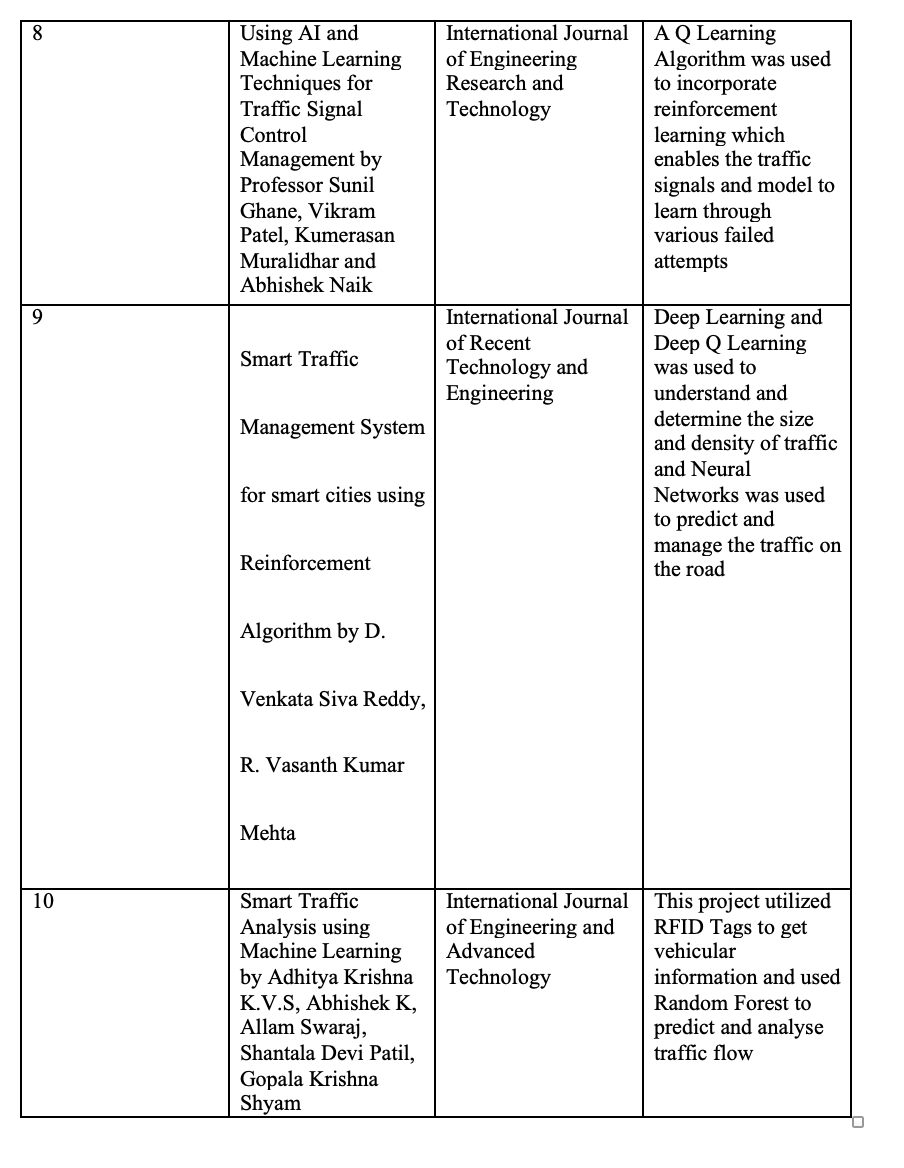 8
Using AI and
Machine Learning
Techniques for
Traffic Signal
Control
Management by
Professor Sunil
Ghane, Vikram
Patel, Kumerasan
Muralidhar and
Abhishek Naik
International Journal
of Engineering
Research and
Technology
A Q Learning
Algorithm was used
to incorporate
reinforcement
learning which
enables the traffic
signals and model to
learn through
various failed
attempts
9
Smart Traffic
Management System
for smart cities using
Reinforcement
Algorithm by D.
Venkata Siva Reddy,
R. Vasanth Kumar
Mehta
International Journal
of Recent
Technology and
Engineering
Deep Learning and
Deep Q Learning
was used to
understand and
determine the size
and density of traffic
and Neural
Networks was used
to predict and
manage the traffic on
the road
10
Smart Traffic
Analysis using
Machine Learning
by Adhitya Krishna
K.V.S, Abhishek K,
Allam Swaraj,
Shantala Devi Patil,
Gopala Krishna
Shyam
International Journal
of Engineering and
Advanced
Technology
This project utilized
RFID Tags to get
vehicular
information and used
Random Forest to
predict and analyse
traffic flow